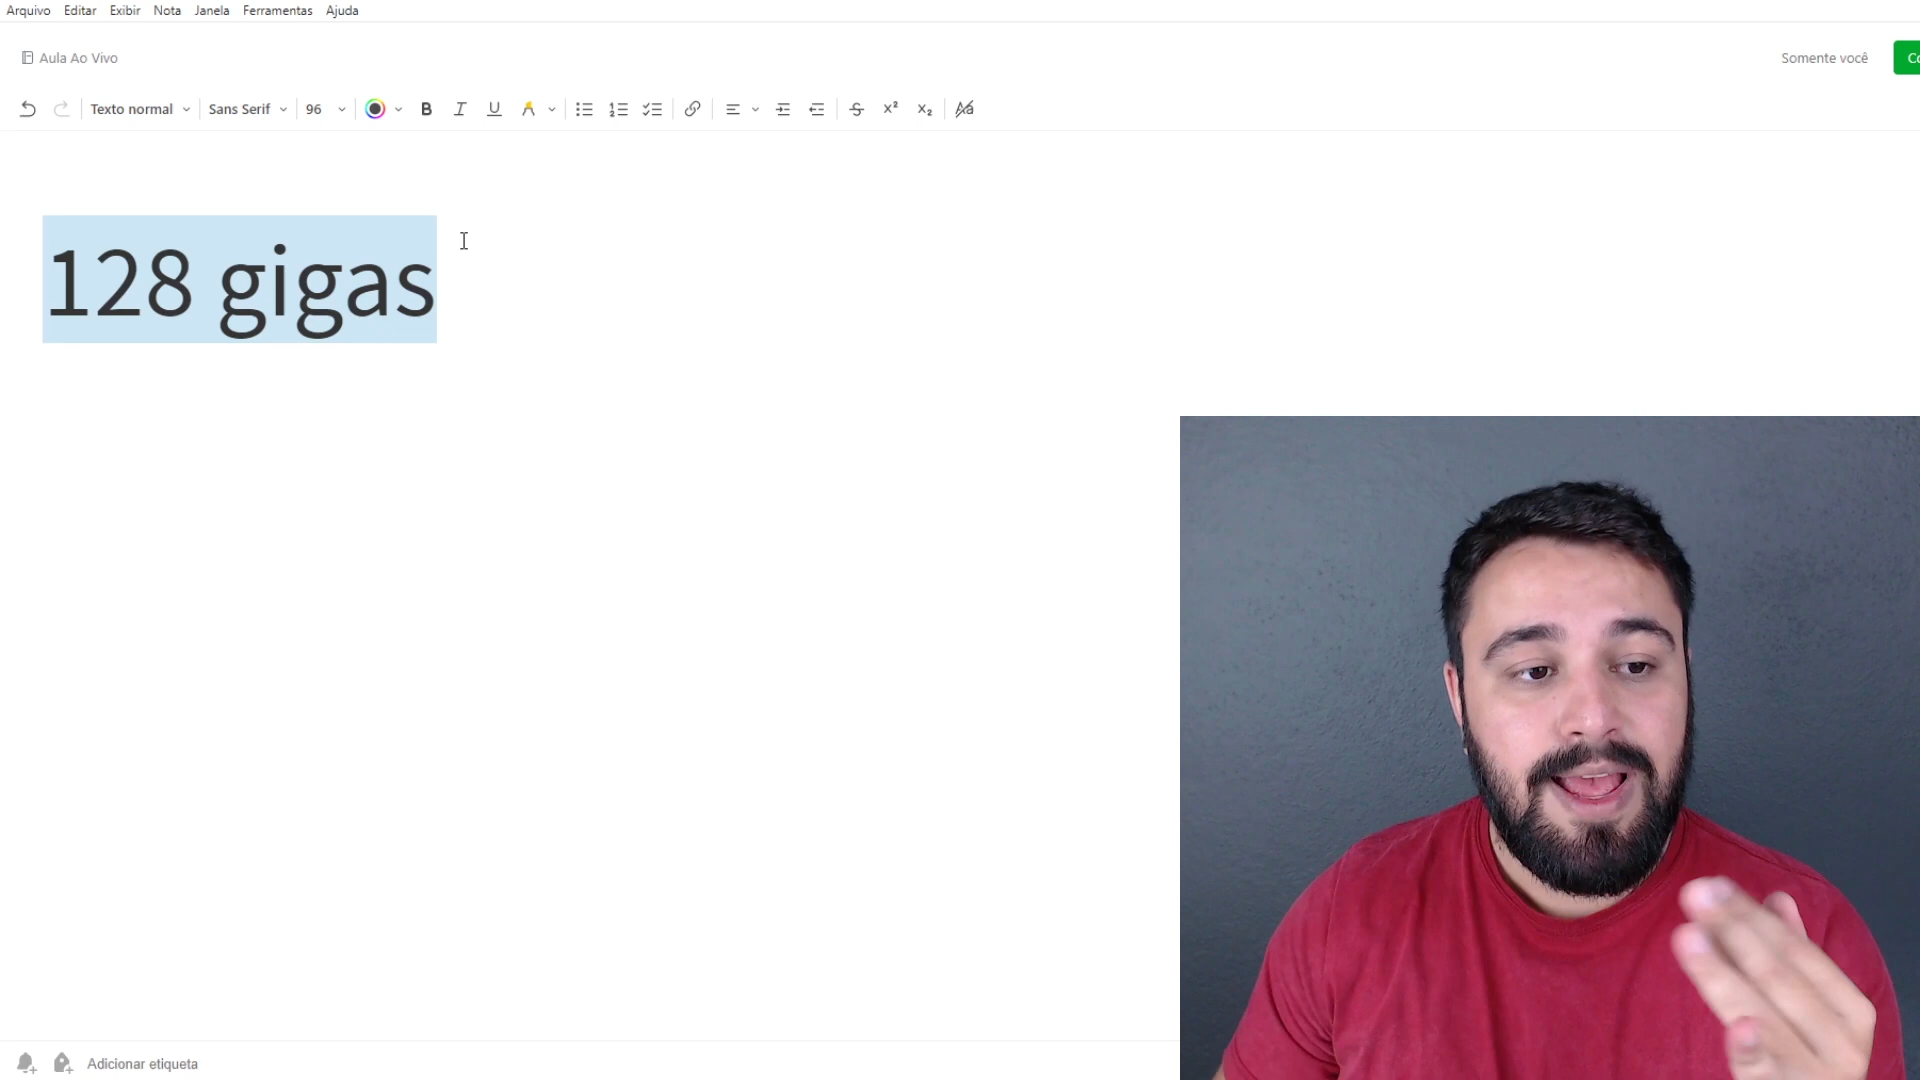 Arquivo Editar Exibir Nota Janela Ferramentas Ajuda
Aula Ao Vivo
Somente você
Texto normal
Sans Serif
96
128 gigas
Adicionar etiqueta